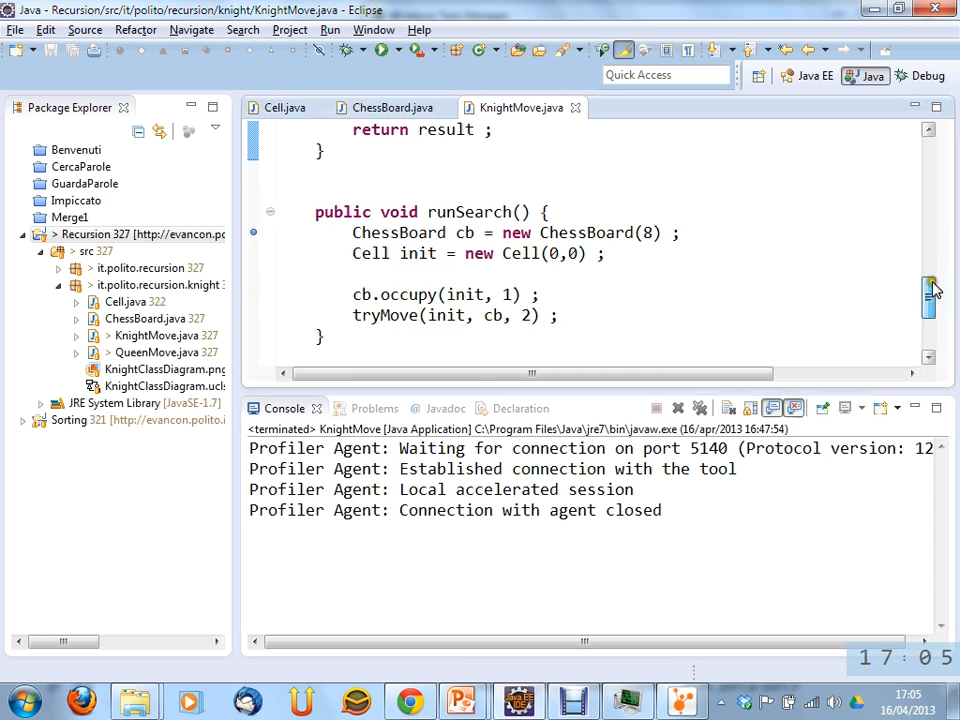 Java - Recursion/src/it/polito/recursion/knight/KnightMove.java - Eclipse
File Edit Source Refactor Navigate Search Project Run Window Help
Quick Access
Java EE Java Debug
Package Explorer
Benvenuti
CercaParole
GuardaParole
Impiccato
Merge1
> Recursion 327 [http://evancon.po
src 327
> it.polito.recursion 327
> it.polito.recursion.knight
Cell.java 322
ChessBoard.java 327
> KnightMove.java 327
> QueenMove.java 327
KnightClassDiagram.png
KnightClassDiagram.ucls
JRE System Library [JavaSE-1.7]
Sorting 321 [http://evancon.polito.i
Cell.java ChessBoard.java KnightMove.java
return result ;
}
public void runSearch() {
ChessBoard cb = new ChessBoard(8) ;
Cell init = new Cell(0,0) ;
cb.occupy(init, 1) ;
tryMove(init, cb, 2) ;
}
Console Problems Javadoc Declaration
<terminated> KnightMove [Java Application] C:\Program Files\Java\jre7\bin\javaw.exe (16/apr/2013 16:47:54)
Profiler Agent: Waiting for connection on port 5140 (Protocol version: 12
Profiler Agent: Established connection with the tool
Profiler Agent: Local accelerated session
Profiler Agent: Connection with agent closed
17:05
17:05
16/04/2013